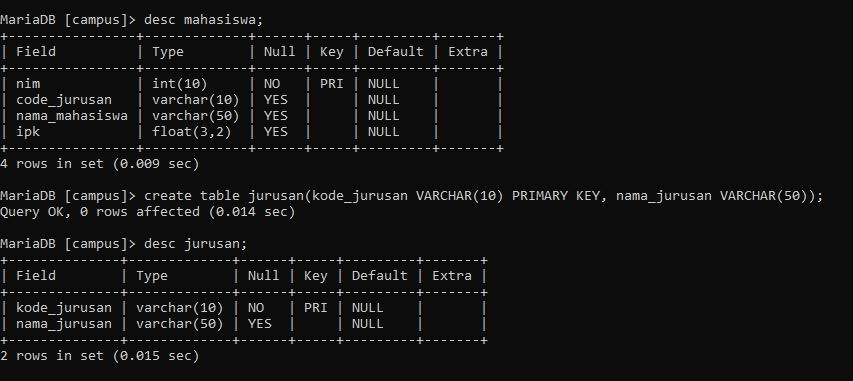 MariaDB [campus]> desc mahasiswa;
+----------------+-------------+------+-----+---------+-------+
| Field          | Type        | Null | Key | Default | Extra |
+----------------+-------------+------+-----+---------+-------+
| nim            | int(10)     | NO   | PRI | NULL    |       |
| code_jurusan   | varchar(10) | YES  |     | NULL    |       |
| nama_mahasiswa | varchar(50) | YES  |     | NULL    |       |
| ipk            | float(3,2)  | YES  |     | NULL    |       |
+----------------+-------------+------+-----+---------+-------+
4 rows in set (0.009 sec)
MariaDB [campus]> create table jurusan(kode_jurusan VARCHAR(10) PRIMARY KEY, nama_jurusan VARCHAR(50));
Query OK, 0 rows affected (0.014 sec)
MariaDB [campus]> desc jurusan;
+--------------+-------------+------+-----+---------+-------+
| Field        | Type        | Null | Key | Default | Extra |
+--------------+-------------+------+-----+---------+-------+
| kode_jurusan | varchar(10) | NO   | PRI | NULL    |       |
| nama_jurusan | varchar(50) | YES  |     | NULL    |       |
+--------------+-------------+------+-----+---------+-------+
2 rows in set (0.015 sec)